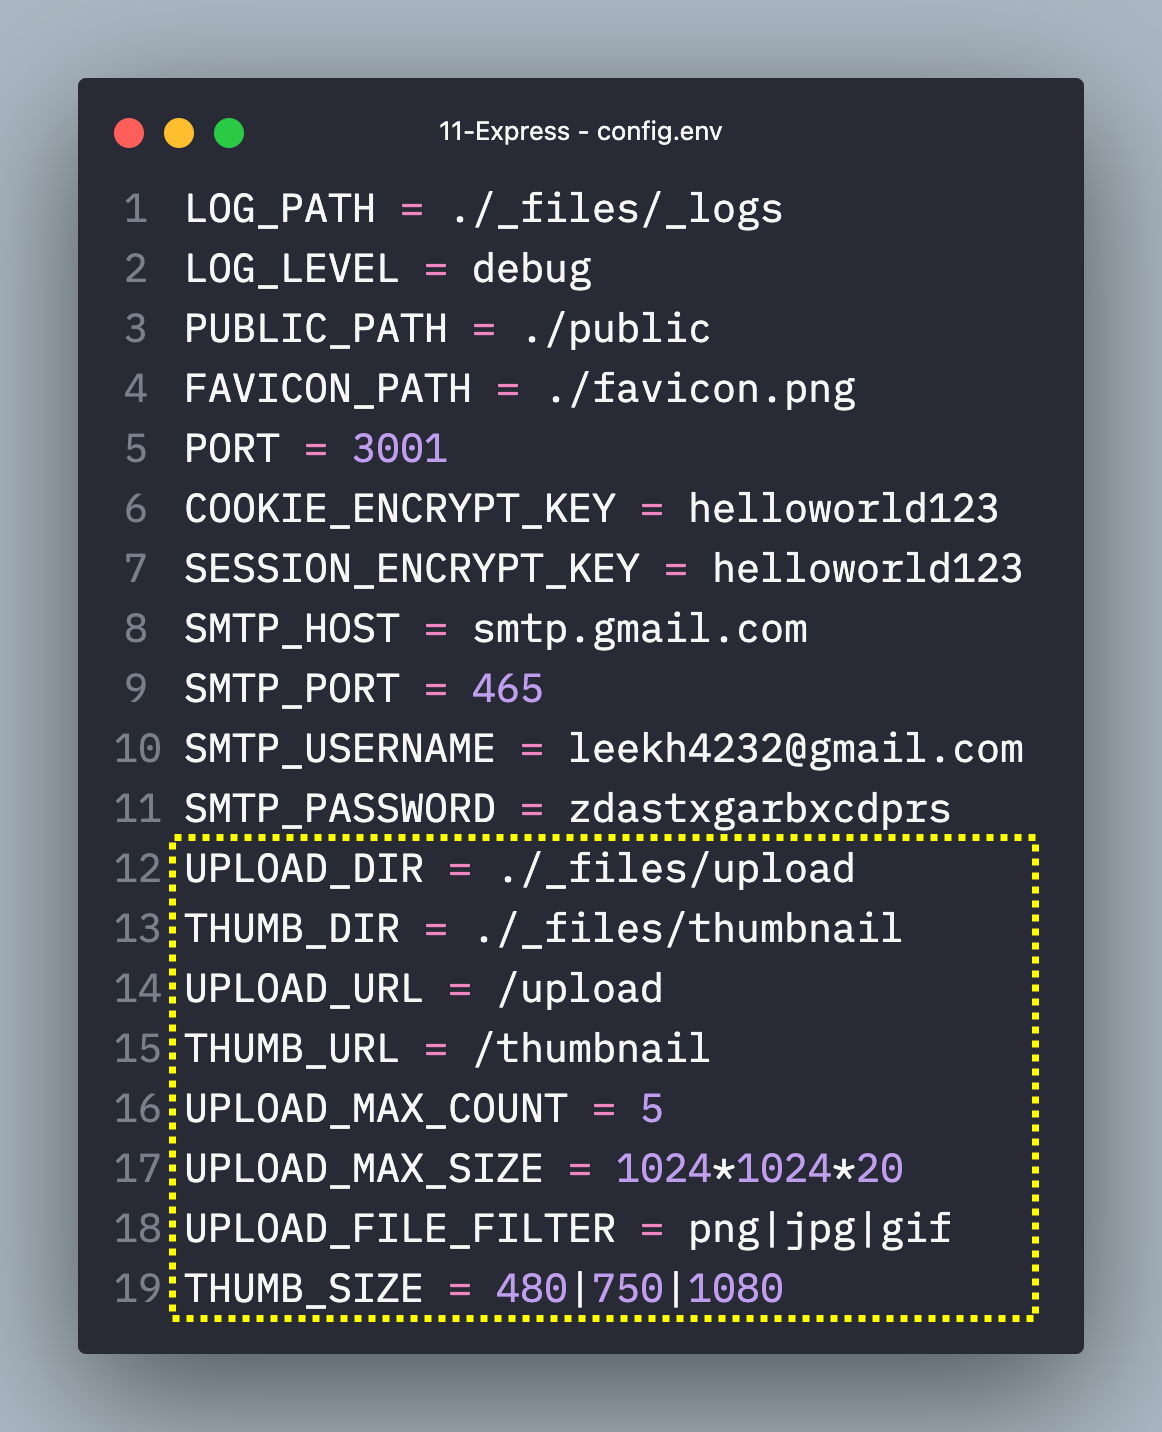 11-Express - config.env
1 LOG_PATH = ./_files/_logs
2 LOG_LEVEL = debug
3 PUBLIC_PATH = ./public
4 FAVICON_PATH = ./favicon.png
5 PORT = 3001
6 COOKIE_ENCRYPT_KEY = helloworld123
7 SESSION_ENCRYPT_KEY = helloworld123
8 SMTP_HOST = smtp.gmail.com
9 SMTP_PORT = 465
10 SMTP_USERNAME = leekh4232@gmail.com
11 SMTP_PASSWORD = zdastxgarbxcdprs
12 UPLOAD_DIR = ./_files/upload
13 THUMB_DIR = ./_files/thumbnail
14 UPLOAD_URL = /upload
15 THUMB_URL = /thumbnail
16 UPLOAD_MAX_COUNT = 5
17 UPLOAD_MAX_SIZE = 1024*1024*20
18 UPLOAD_FILE_FILTER = png|jpg|gif
19 THUMB_SIZE = 480|750|1080